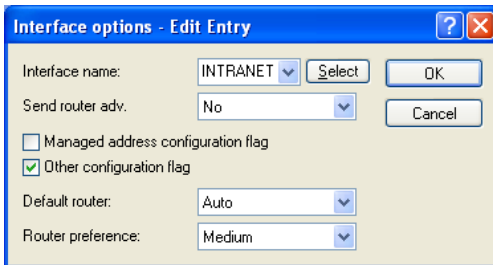 Interface options - Edit Entry
Interface name: INTRANET Select OK
Send router adv. No Cancel
Managed address configuration flag
Other configuration flag
Default router: Auto
Router preference: Medium